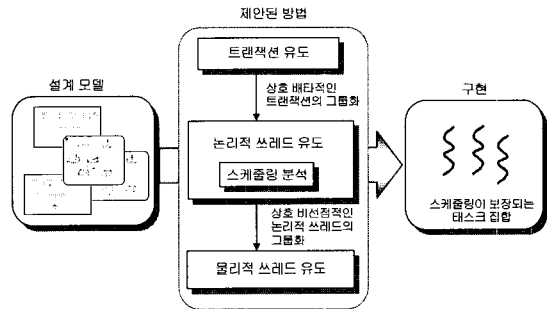 제안된 방법
트랜잭션 유도
상호 배타적인
트랜잭션의 그룹화
설계 모델
논리적 쓰레드 유도
스케줄링 분석
상호 비선점적인
논리적 쓰레드의
그룹화
물리적 쓰레드 유도
구현
스케줄링이 보장되는
태스크 집합